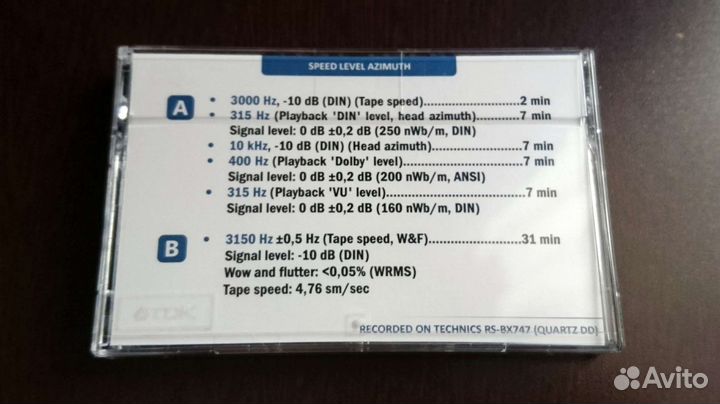 SPEED LEVEL AZIMUTH
A
• 3000 Hz, -10 dB (DIN) (Tape speed)......................2 min
• 315 Hz (Playback 'DIN' level, head azimuth)..................7 min
Signal level: 0 dB ±0,2 dB (250 nWb/m, DIN)
• 10 kHz, -10 dB (DIN) (Head azimuth)......................7 min
• 400 Hz (Playback 'Dolby' level)............................7 min
Signal level: 0 dB ±0,2 dB (200 nWb/m, ANSI)
• 315 Hz (Playback 'VU' level)................................7 min
Signal level: 0 dB ±0,2 dB (160 nWb/m, DIN)
B
• 3150 Hz ±0,5 Hz (Tape speed, W&F)........................31 min
Signal level: -10 dB (DIN)
Wow and flutter: <0,05% (WRMS)
Tape speed: 4,76 sm/sec
TDK
RECORDED ON TECHNICS RS-BX747 (QUARTZ DD)
Avito